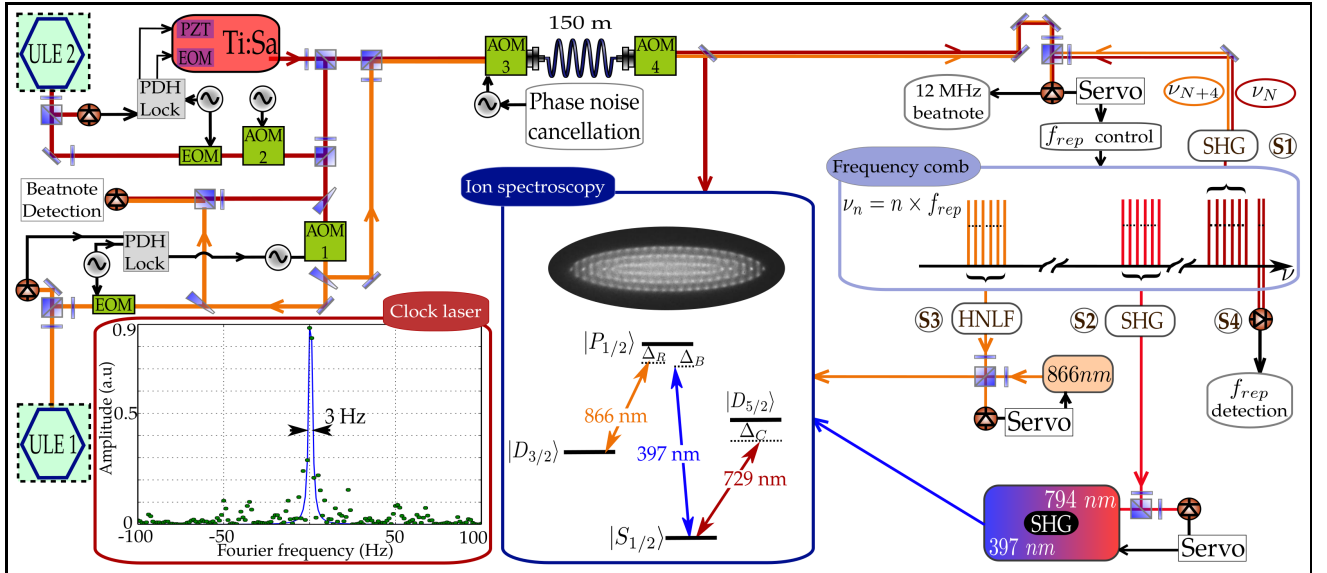 ULE 2
PZT
EOM
Ti:Sa
PDH
Lock
EOM
AOM
2
Beatnote
Detection
PDH
Lock
AOM
1
EOM
ULE 1
AOM
3
150 m
AOM
4
Phase noise
cancellation
12 MHz
beatnote
Servo
f_rep control
ν_{N+4}
ν_N
SHG
S1
Frequency comb
ν_n = n × f_rep
ν
S3
HNLF
S2
SHG
S4
866nm
Servo
f_rep
detection
794 nm
SHG
397 nm
Servo
Ion spectroscopy
|P_{1/2}⟩
Δ_R
Δ_B
866 nm
|D_{5/2}⟩
Δ_C
|D_{3/2}⟩
397 nm
729 nm
|S_{1/2}⟩
Clock laser
0.9
0.5
0
Amplitude (a.u)
3 Hz
-100
-50
0
50
100
Fourier frequency (Hz)